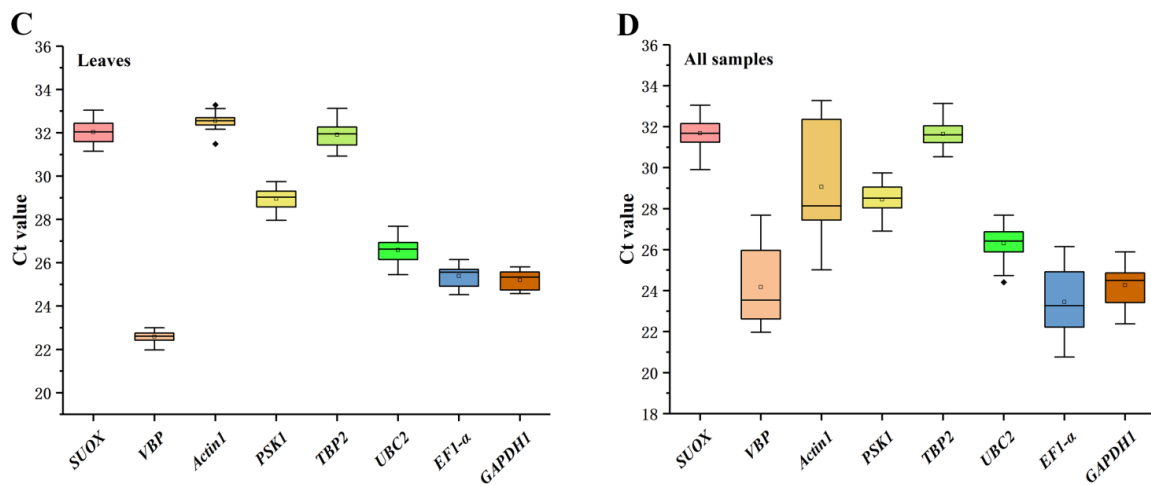 C
Leaves
Ct value
36
34
32
30
28
26
24
22
20
SUOX
VBP
Actin1
PSK1
TBP2
UBC2
EF1-α
GAPDH1
D
All samples
Ct value
36
34
32
30
28
26
24
22
20
18
SUOX
VBP
Actin1
PSK1
TBP2
UBC2
EF1-α
GAPDH1